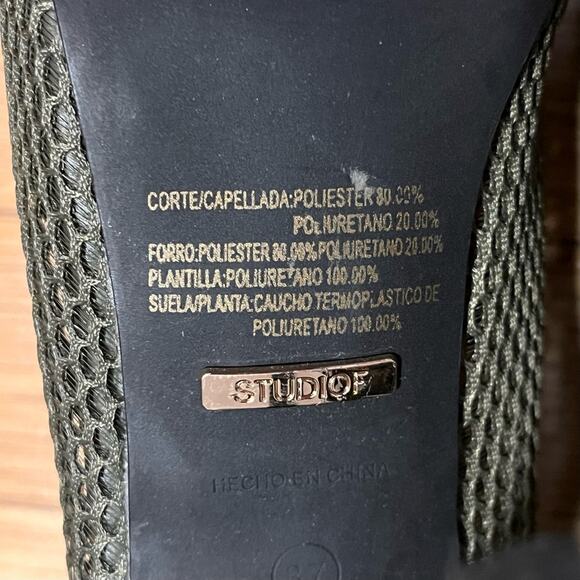 CORTE/CAPELLADA:POLIESTER 80.00%
POLIURETANO 20.00%
FORRO:POLIESTER 80.00%POLIURETANO 20.00%
PLANTILLA:POLIURETANO 100.00%
SUELA/PLANTA:CAUCHO TERMOPLASTICO DE
POLIURETANO 100.00%
STUDIOF
HECHO EN CHINA
37